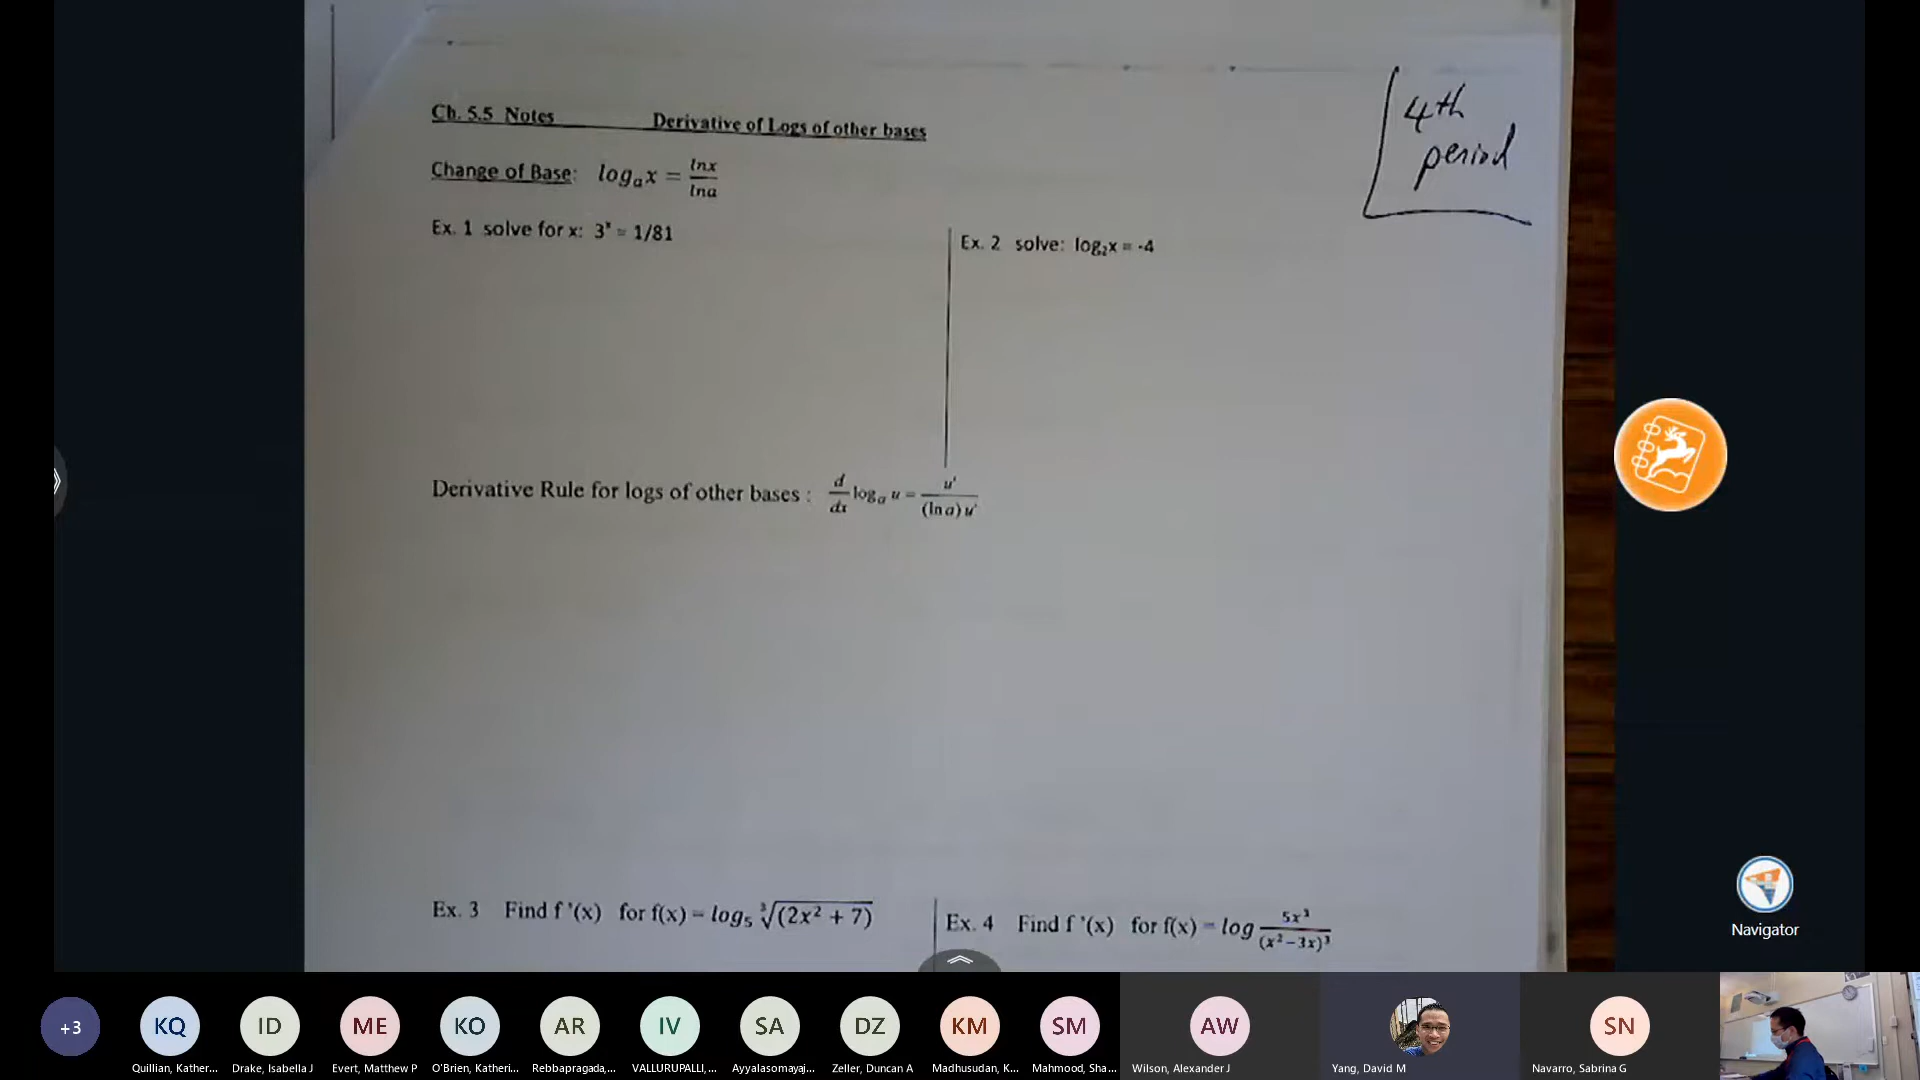 4th
period
Ch. 5.5 Notes Derivative of Logs of other bases
Change of Base: log_a x = lnx/lna
Ex. 1 solve for x: 3^x = 1/81
Ex. 2 solve: log₂x = -4
Derivative Rule for logs of other bases : d/dx log_a u = u'/(ln a)u
Ex. 3 Find f '(x) for f(x) = log₅ ∛(2x² + 7)
Ex. 4 Find f '(x) for f(x) = log 5x³/(x² – 3x)³
Navigator
+3
KQ ID ME KO AR IV SA DZ KM SM AW SN
Quillian, Kather... Drake, Isabella J Evert, Matthew P O'Brien, Katheri... Rebbapragada,... VALLURUPALLI,... Ayyalasomayaj... Zeller, Duncan A Madhusudan, K... Mahmood, Sha... Wilson, Alexander J Yang, David M Navarro, Sabrina G